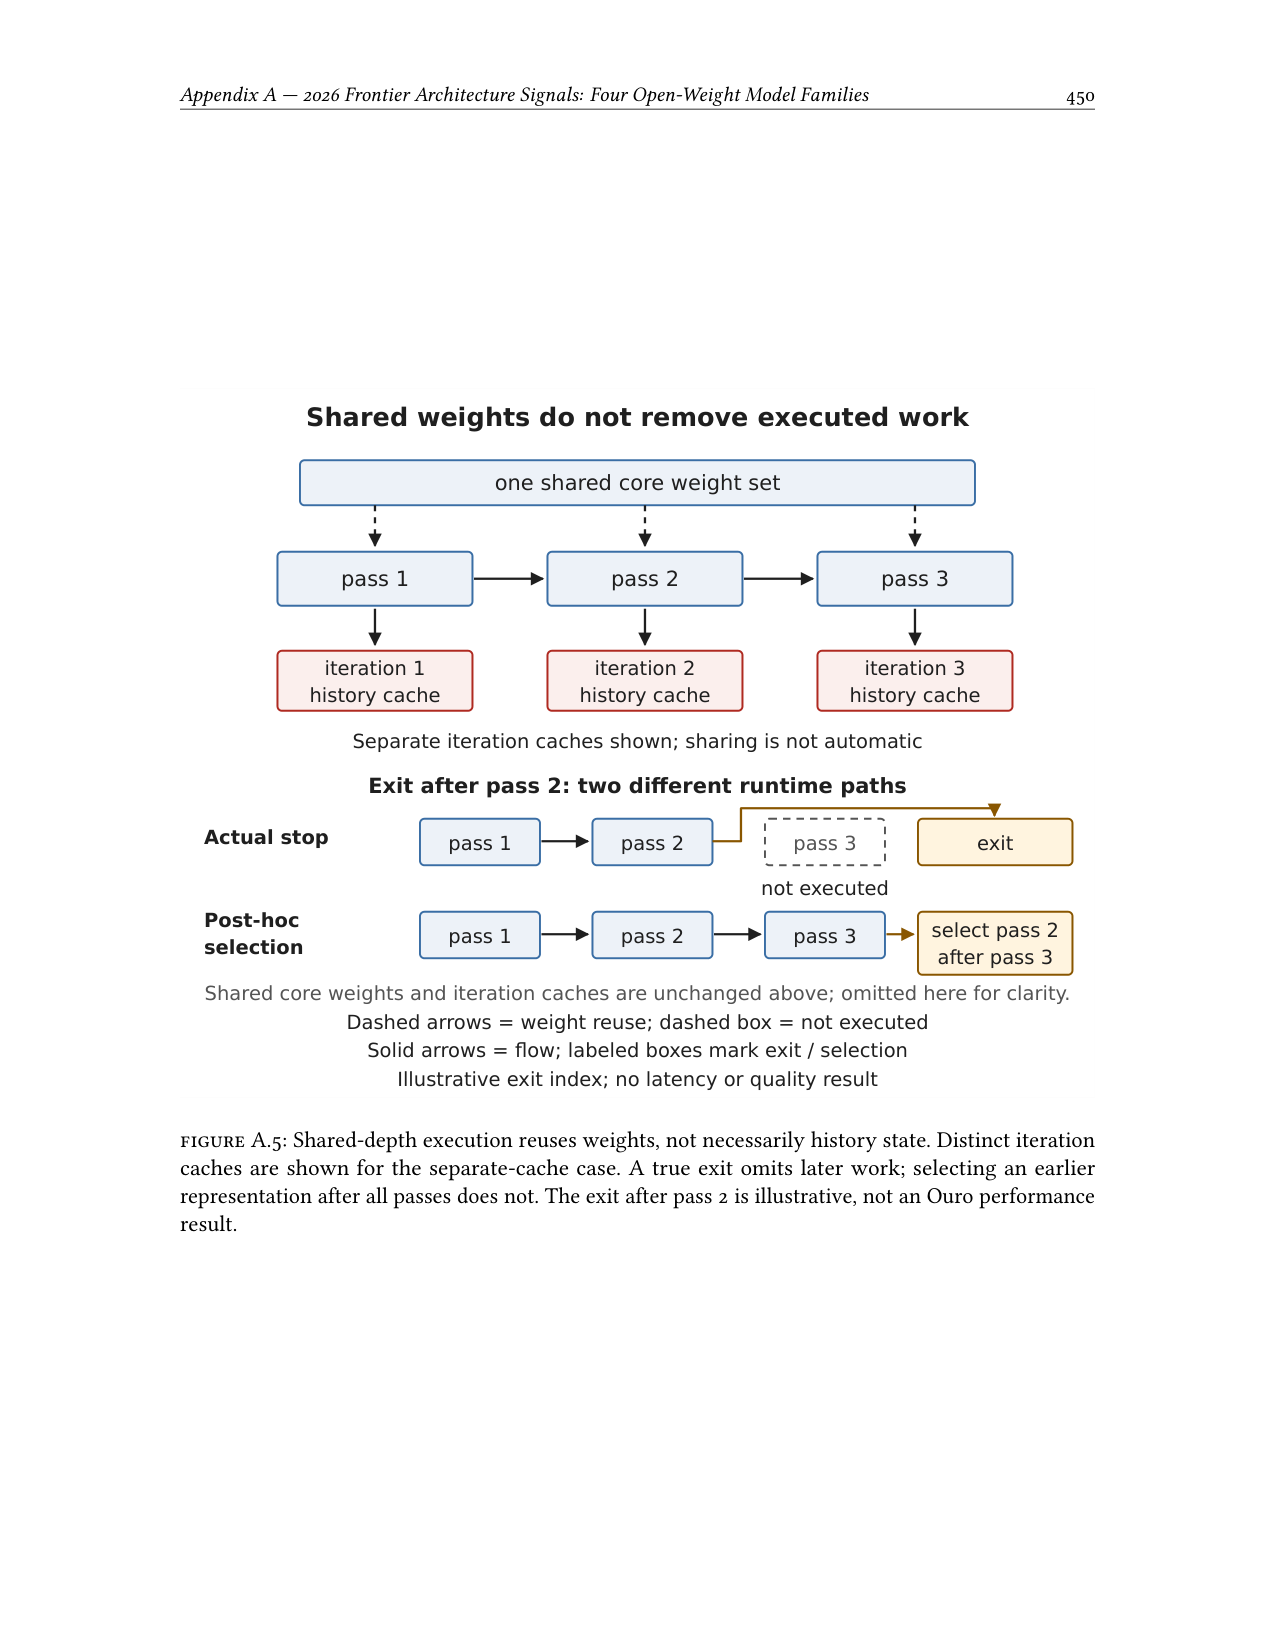 Appendix A — 2026 Frontier Architecture Signals: Four Open-Weight Model Families 450
Shared weights do not remove executed work
one shared core weight set
pass 1 pass 2 pass 3
iteration 1 iteration 2 iteration 3
history cache history cache history cache
Separate iteration caches shown; sharing is not automatic
Exit after pass 2: two different runtime paths
Actual stop pass 1 pass 2 pass 3 exit
not executed
Post-hoc
selection
pass 1 pass 2 pass 3
select pass 2
after pass 3
Shared core weights and iteration caches are unchanged above; omitted here for clarity.
Dashed arrows = weight reuse; dashed box = not executed
Solid arrows = flow; labeled boxes mark exit / selection
Illustrative exit index; no latency or quality result
FIGURE A.5: Shared-depth execution reuses weights, not necessarily history state. Distinct iteration
caches are shown for the separate-cache case. A true exit omits later work; selecting an earlier
representation after all passes does not. The exit after pass 2 is illustrative, not an Ouro performance
result.